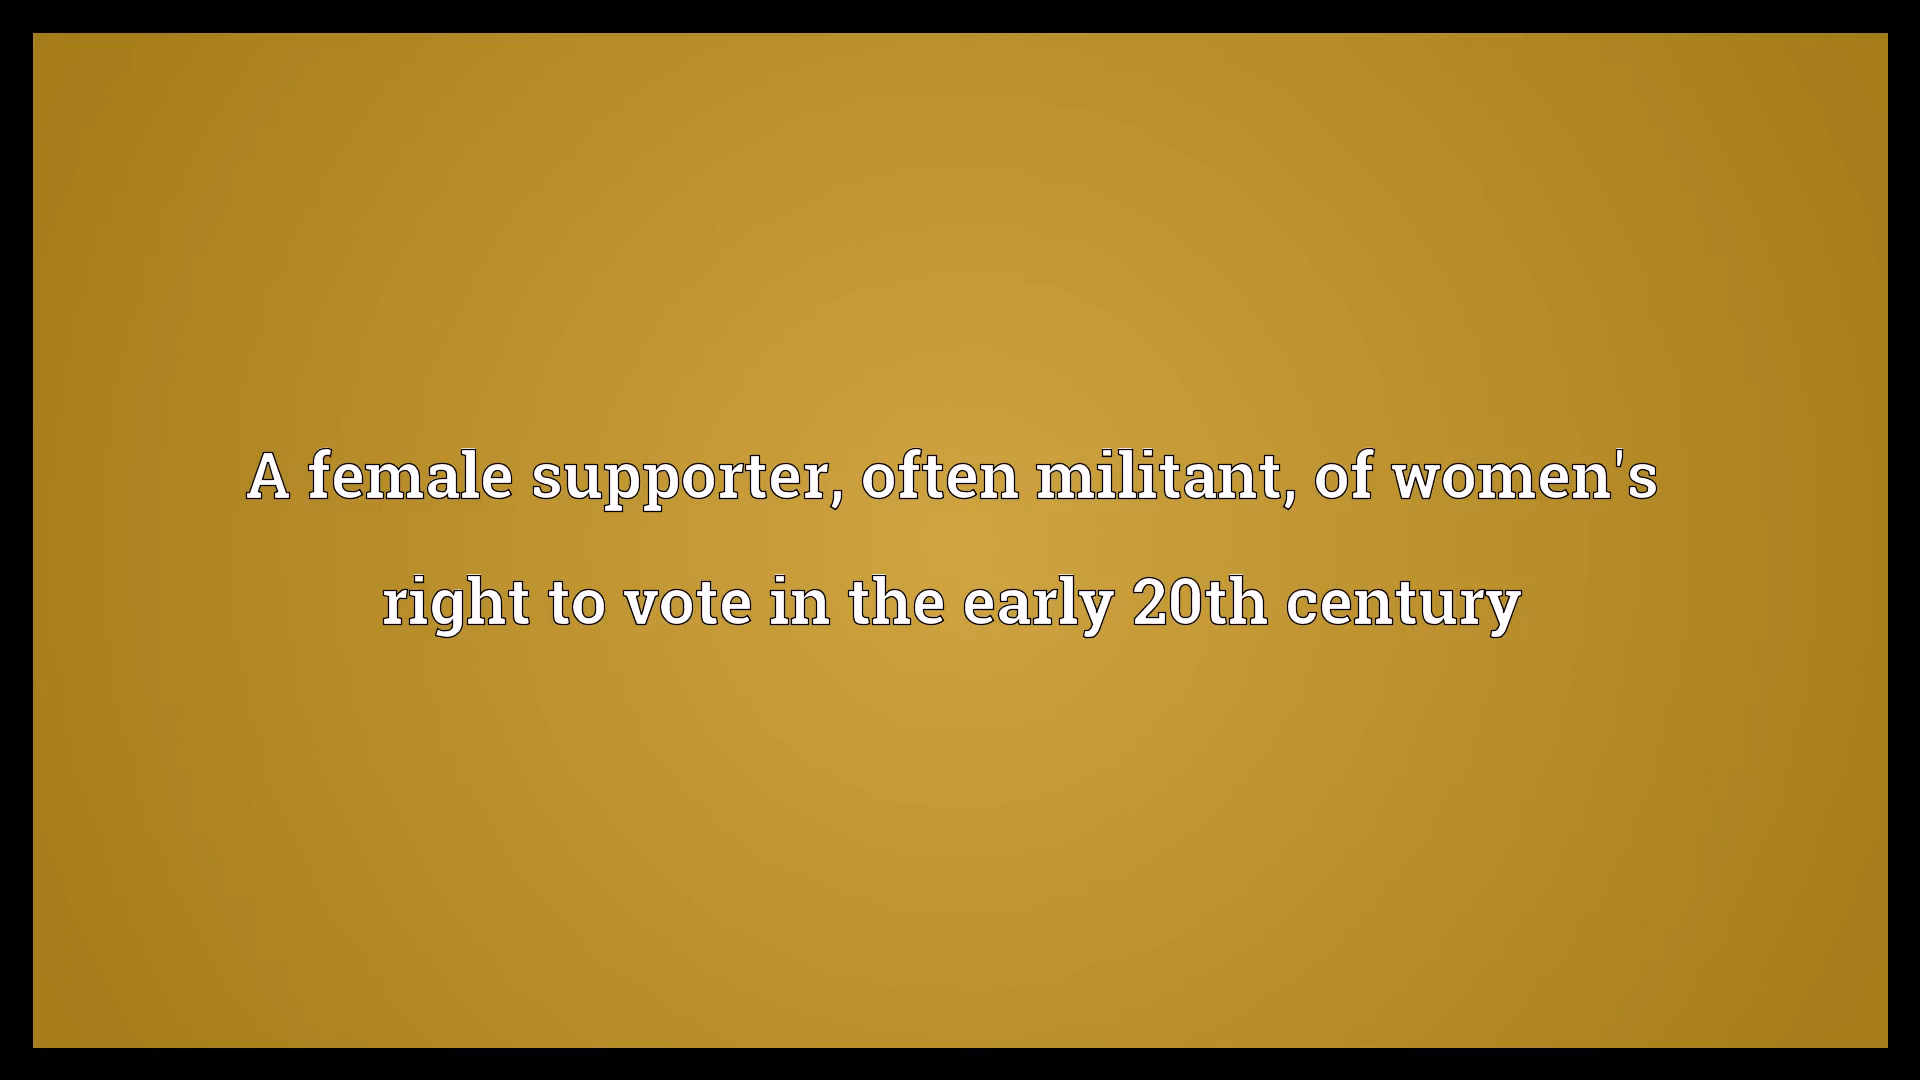 A female supporter, often militant, of women's
right to vote in the early 20th century